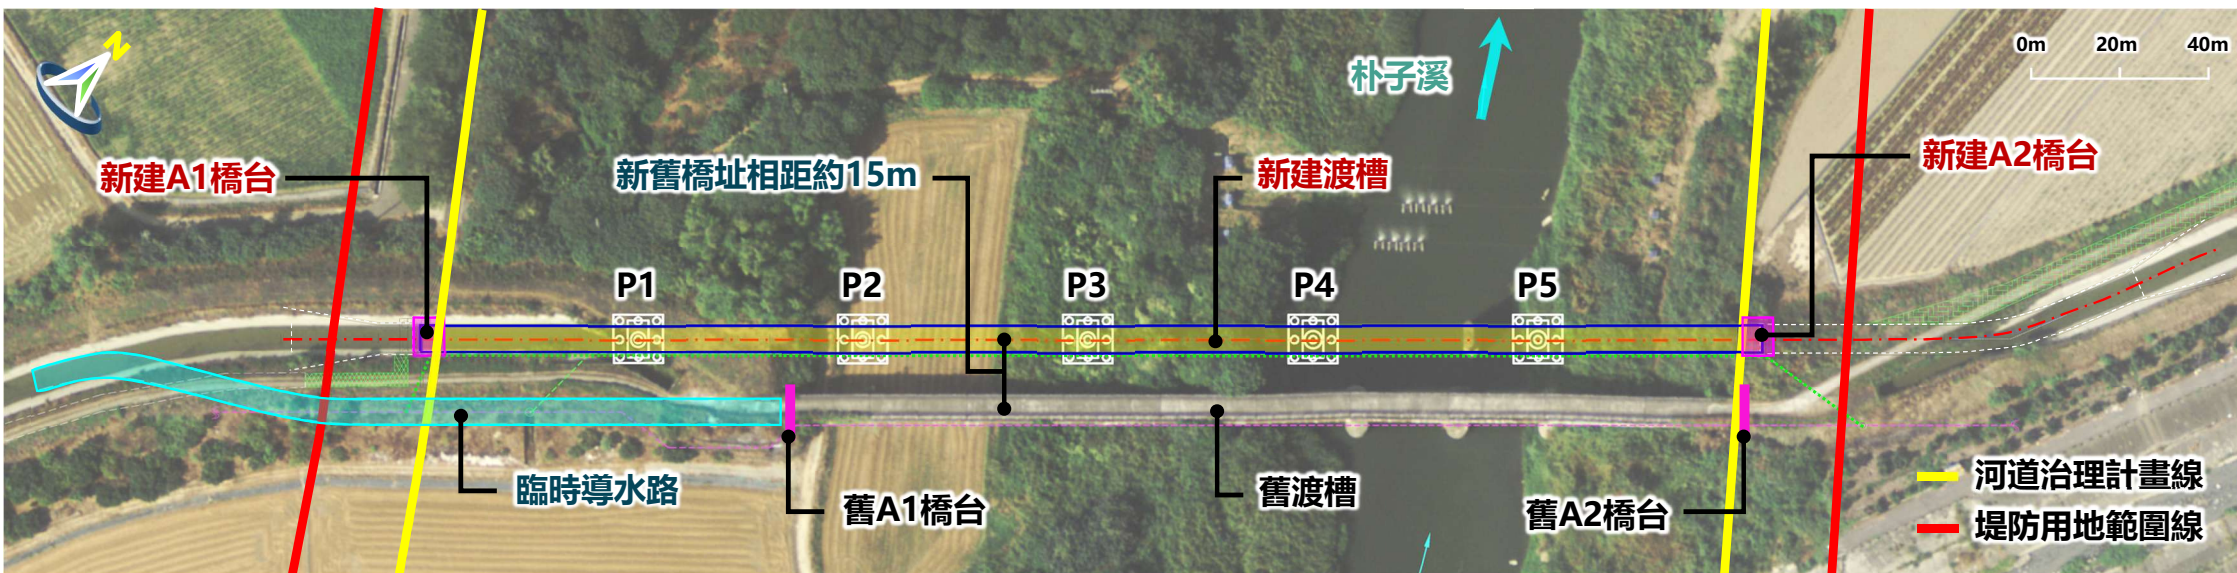 N
0m 20m 40m
朴子溪
新建A1橋台
新舊橋址相距約15m
新建渡槽
新建A2橋台
P1 P2 P3 P4 P5
臨時導水路
舊A1橋台
舊渡槽
舊A2橋台
河道治理計畫線
堤防用地範圍線